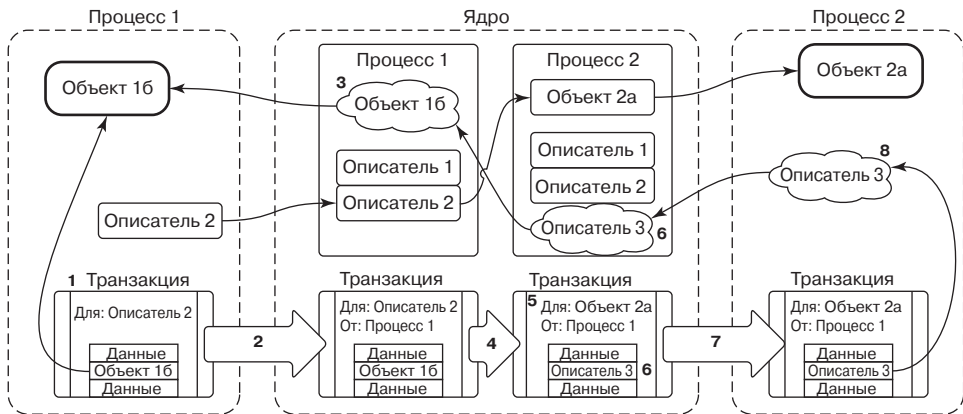 Процесс 1
Ядро
Процесс 2
Объект 1б
Процесс 1
3
Объект 1б
Описатель 1
Описатель 2
Процесс 2
Объект 2а
Описатель 1
Описатель 2
Описатель 3
6
Объект 2а
8
Описатель 3
Описатель 2
Транзакция
1
Для: Описатель 2
Данные
Объект 1б
Данные
2
Транзакция
Для: Описатель 2
От: Процесс 1
Данные
Объект 1б
Данные
4
Транзакция
5
Для: Объект 2а
От: Процесс 1
Данные
Описатель 3
6
Данные
7
Транзакция
Для: Объект 2а
От: Процесс 1
Данные
Описатель 3
Данные